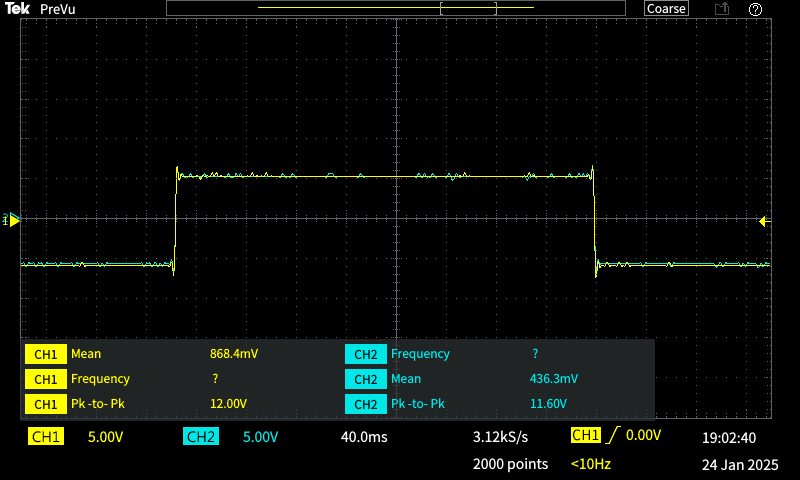 Tek PreVu Coarse
CH1 Mean 868.4mV CH2 Frequency ?
CH1 Frequency ? CH2 Mean 436.3mV
CH1 Pk -to- Pk 12.00V CH2 Pk -to- Pk 11.60V
CH1 5.00V CH2 5.00V 40.0ms 3.12kS/s CH1 0.00V 19:02:40
2000 points <10Hz 24 Jan 2025